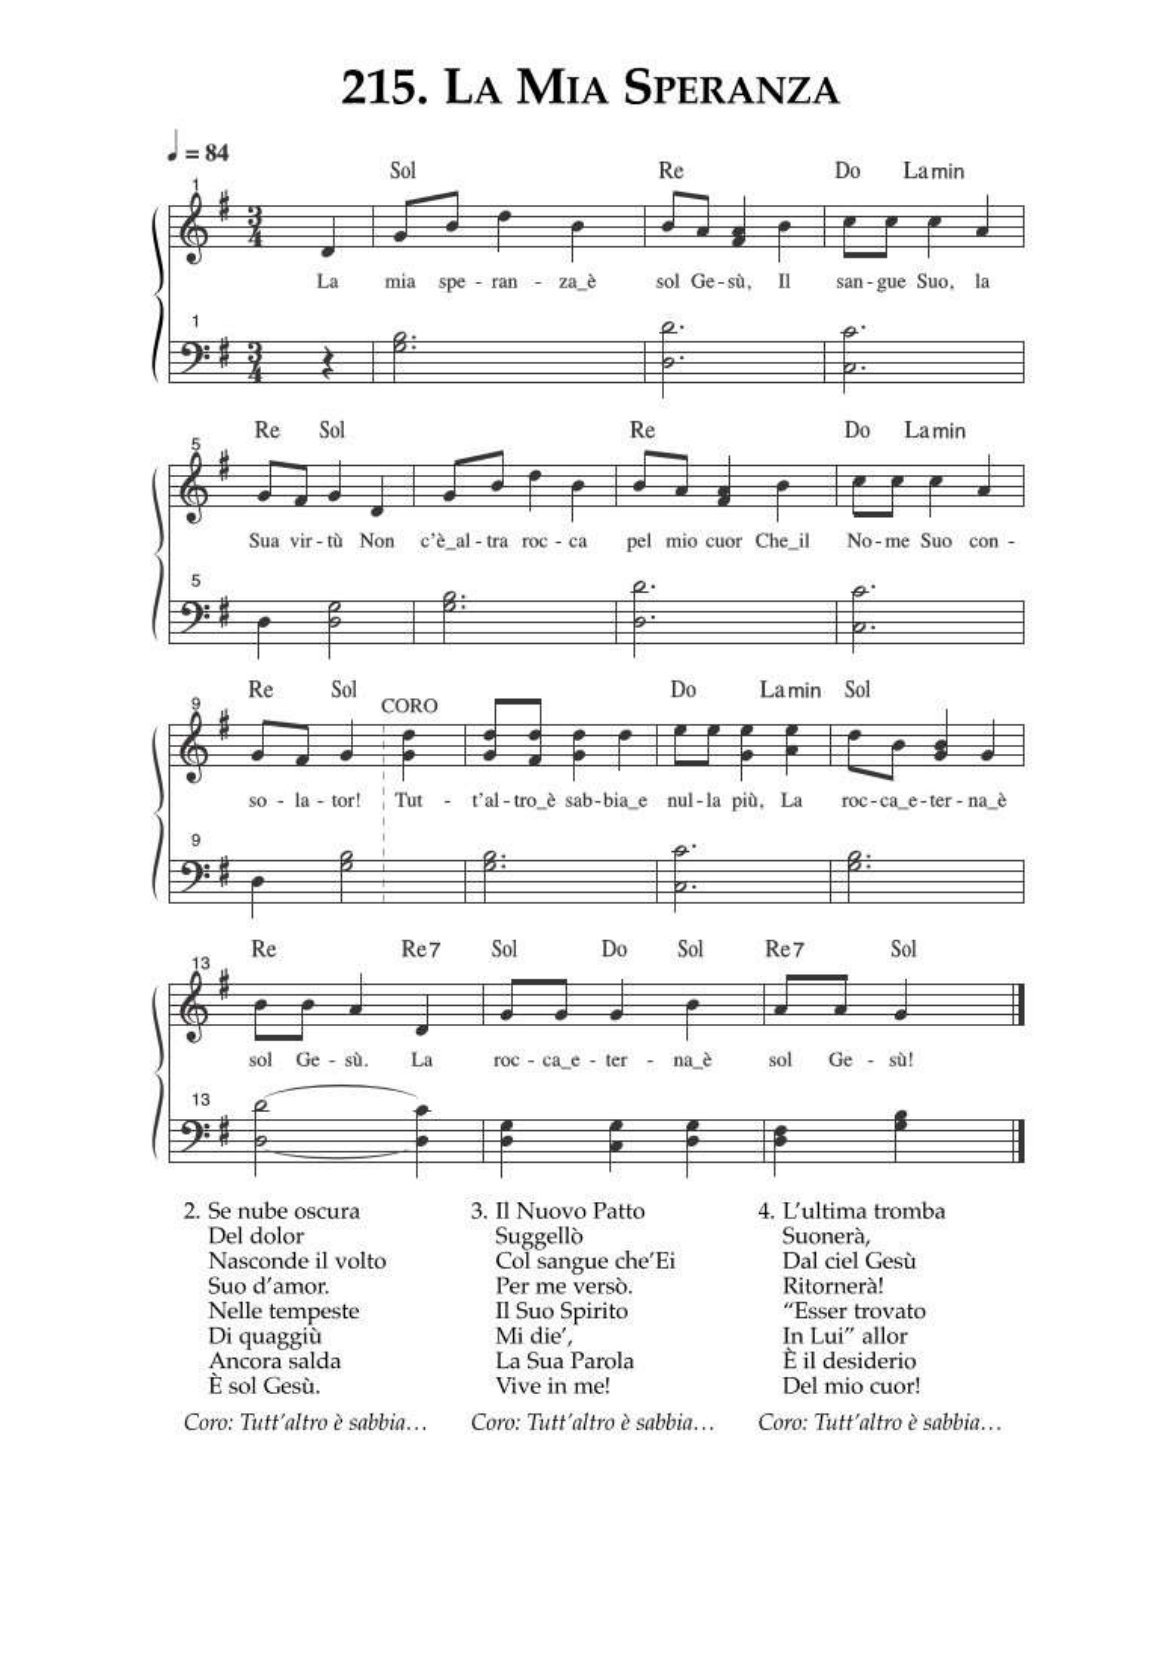 215. La Mia Speranza
♩ = 84
Sol Re Do Lamin
1
3 4
La mia spe - ran - za_è sol Ge-sù, Il san-gue Suo, la
1
3 4
Re Sol Re Do Lamin
5
Sua vir-tù Non c'è_al-tra roc-ca pel mio cuor Che_il No-me Suo con-
5
Re Sol Do Lamin Sol
9
CORO
so - la - tor! Tut - t'al-tro_è sab-bia_e nul-la più, La roc-ca_e-ter-na_è
9
Re Re7 Sol Do Sol Re7 Sol
13
sol Ge - sù. La roc - ca_e - ter - na_è sol Ge - sù!
13
2. Se nube oscura
Del dolor
Nasconde il volto
Suo d'amor.
Nelle tempeste
Di quaggiù
Ancora salda
È sol Gesù.
Coro: Tutt'altro è sabbia…
3. Il Nuovo Patto
Suggellò
Col sangue che'Ei
Per me versò.
Il Suo Spirito
Mi die',
La Sua Parola
Vive in me!
Coro: Tutt'altro è sabbia…
4. L'ultima tromba
Suonerà,
Dal ciel Gesù
Ritornerà!
“Esser trovato
In Lui” allor
È il desiderio
Del mio cuor!
Coro: Tutt'altro è sabbia…